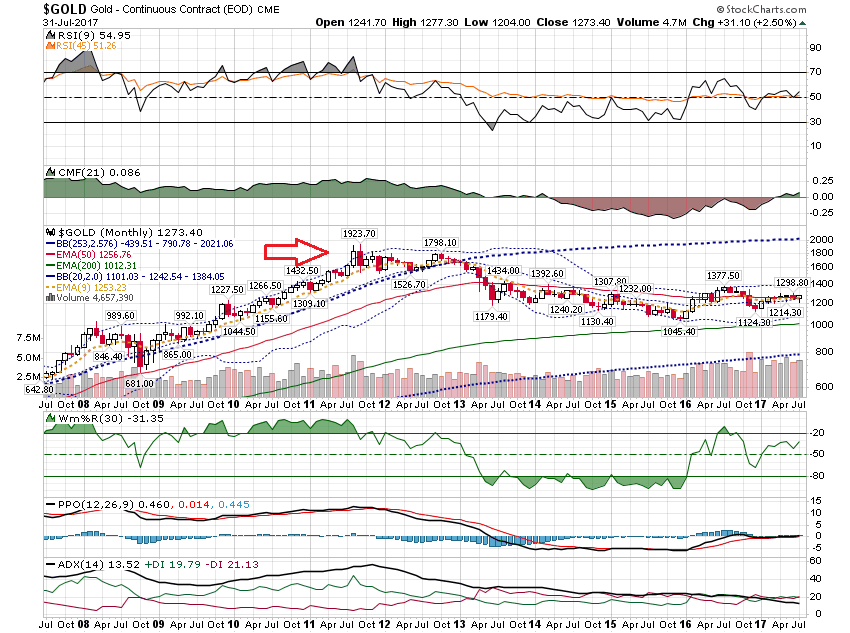 $GOLD Gold - Continuous Contract (EOD) CME
© StockCharts.com
31-Jul-2017
Open 1241.70 High 1277.30 Low 1204.00 Close 1273.40 Volume 4.7M Chg +31.10 (+2.50%)
RSI(9) 54.95
RSI(45) 51.26
90
70
50
30
10
CMF(21) 0.086
0.25
0.00
-0.25
$GOLD (Monthly) 1273.40
BB(253,2.576) -439.51 - 790.78 - 2021.06
EMA(50) 1256.76
EMA(200) 1012.31
BB(20,2.0) 1101.03 - 1242.54 - 1384.05
EMA(9) 1253.23
Volume 4,657,390
1923.70
1798.10
1432.50
1266.50
1227.50
989.60
992.10
1526.70
1434.00
1392.60
1307.80
1232.00
1377.50
1298.80
1309.10
1155.60
1044.50
846.40
865.00
681.00
642.80
1179.40
1240.20
1130.40
1045.40
1124.30
1214.30
2000
1800
1600
1400
1200
1000
800
600
7.5M
5.0M
2.5M
Jul Oct 08 Apr Jul Oct 09 Apr Jul Oct 10 Apr Jul Oct 11 Apr Jul Oct 12 Apr Jul Oct 13 Apr Jul Oct 14 Apr Jul Oct 15 Apr Jul Oct 16 Apr Jul Oct 17 Apr Jul
Wm%R(30) -31.35
-20
-50
-80
PPO(12,26,9) 0.460, 0.014, 0.445
15
10
5
0
-5
ADX(14) 13.52 +DI 19.79 -DI 21.13
60
40
20
0
Jul Oct 08 Apr Jul Oct 09 Apr Jul Oct 10 Apr Jul Oct 11 Apr Jul Oct 12 Apr Jul Oct 13 Apr Jul Oct 14 Apr Jul Oct 15 Apr Jul Oct 16 Apr Jul Oct 17 Apr Jul